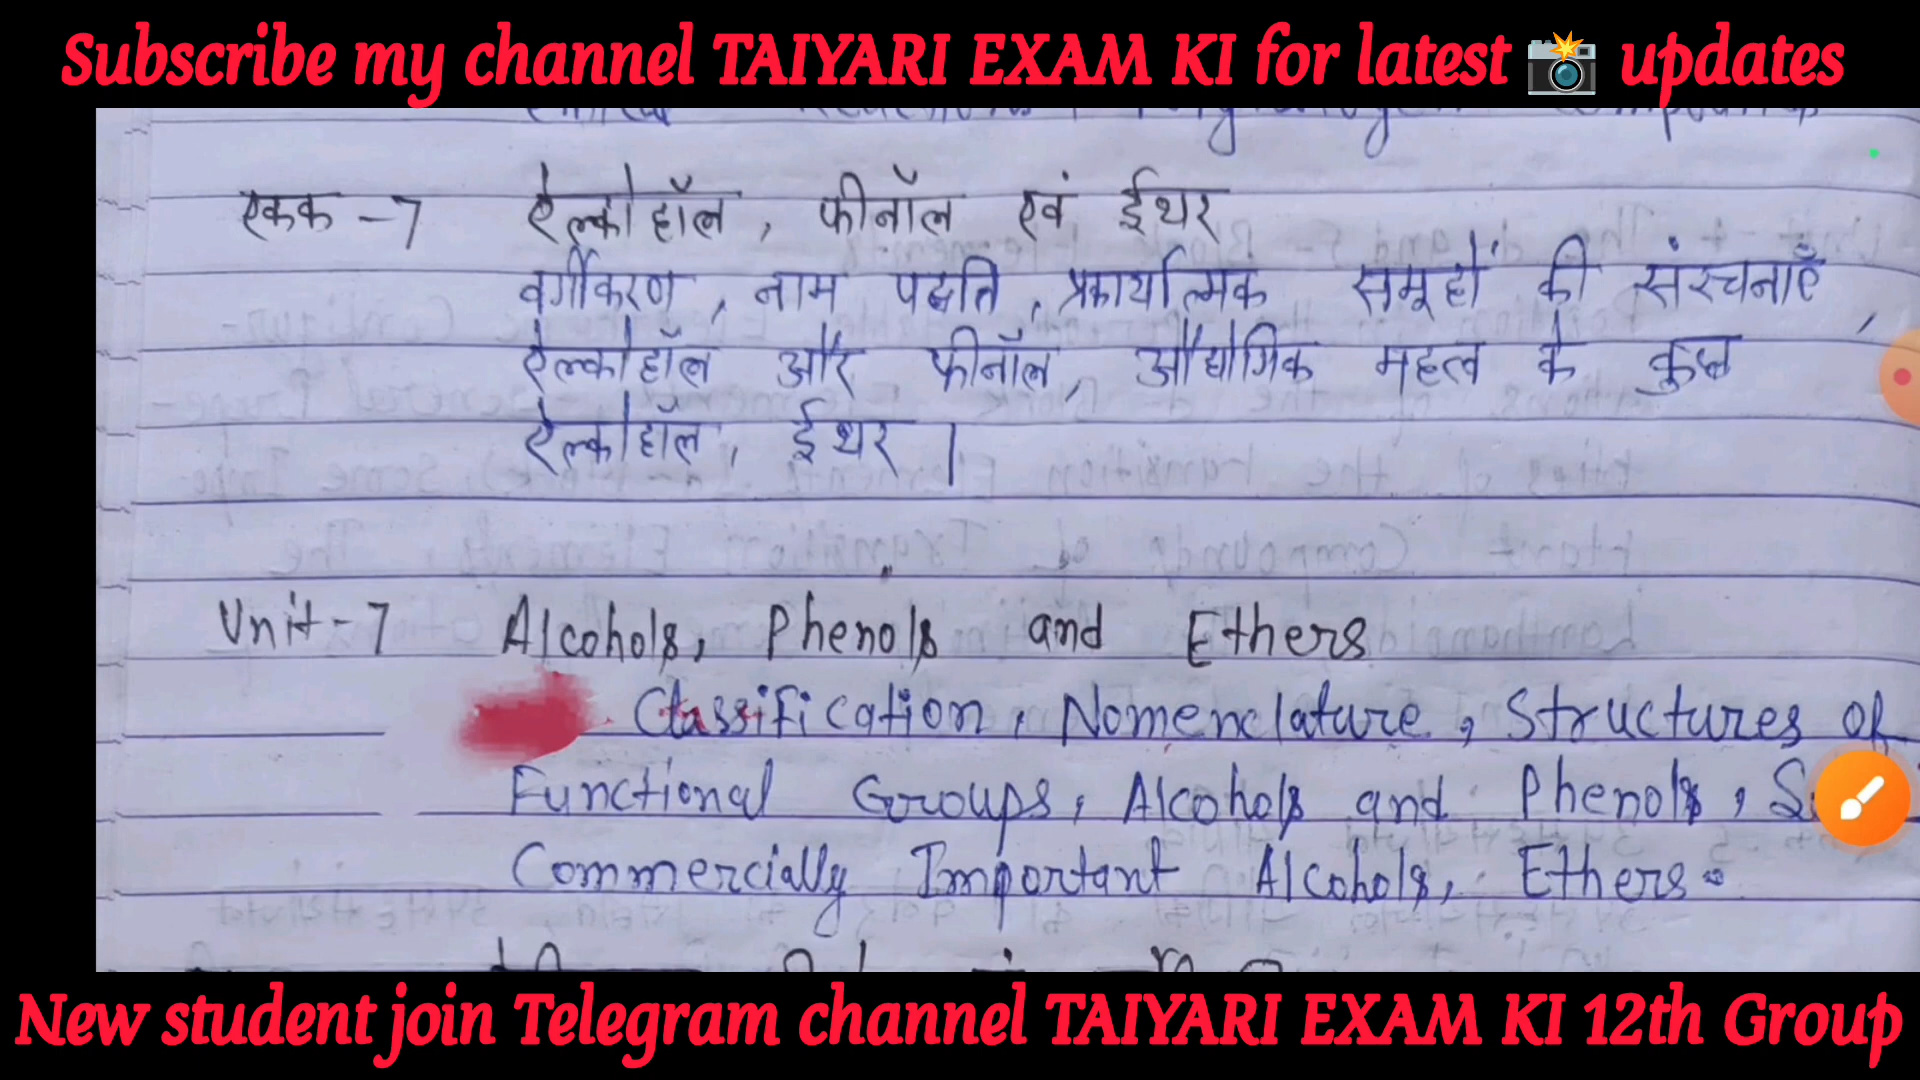 Subscribe my channel TAIYARI EXAM KI for latest 📸 updates
एकक -7 ऐल्कोहॉल, फीनॉल एवं ईथर
वर्गीकरण, नाम पद्धति, प्रकार्यात्मक समूहों की संरचनाएँ,
ऐल्कोहॉल और फीनॉल, औद्योगिक महत्व के कुछ
ऐल्कोहॉल, ईथर |
Unit-7 Alcohols, Phenols and Ethers
Classification, Nomenclature, Structures of
Functional Groups, Alcohols and Phenols,
Commercially Important Alcohols, Ethers.
New student join Telegram channel TAIYARI EXAM KI 12th Group